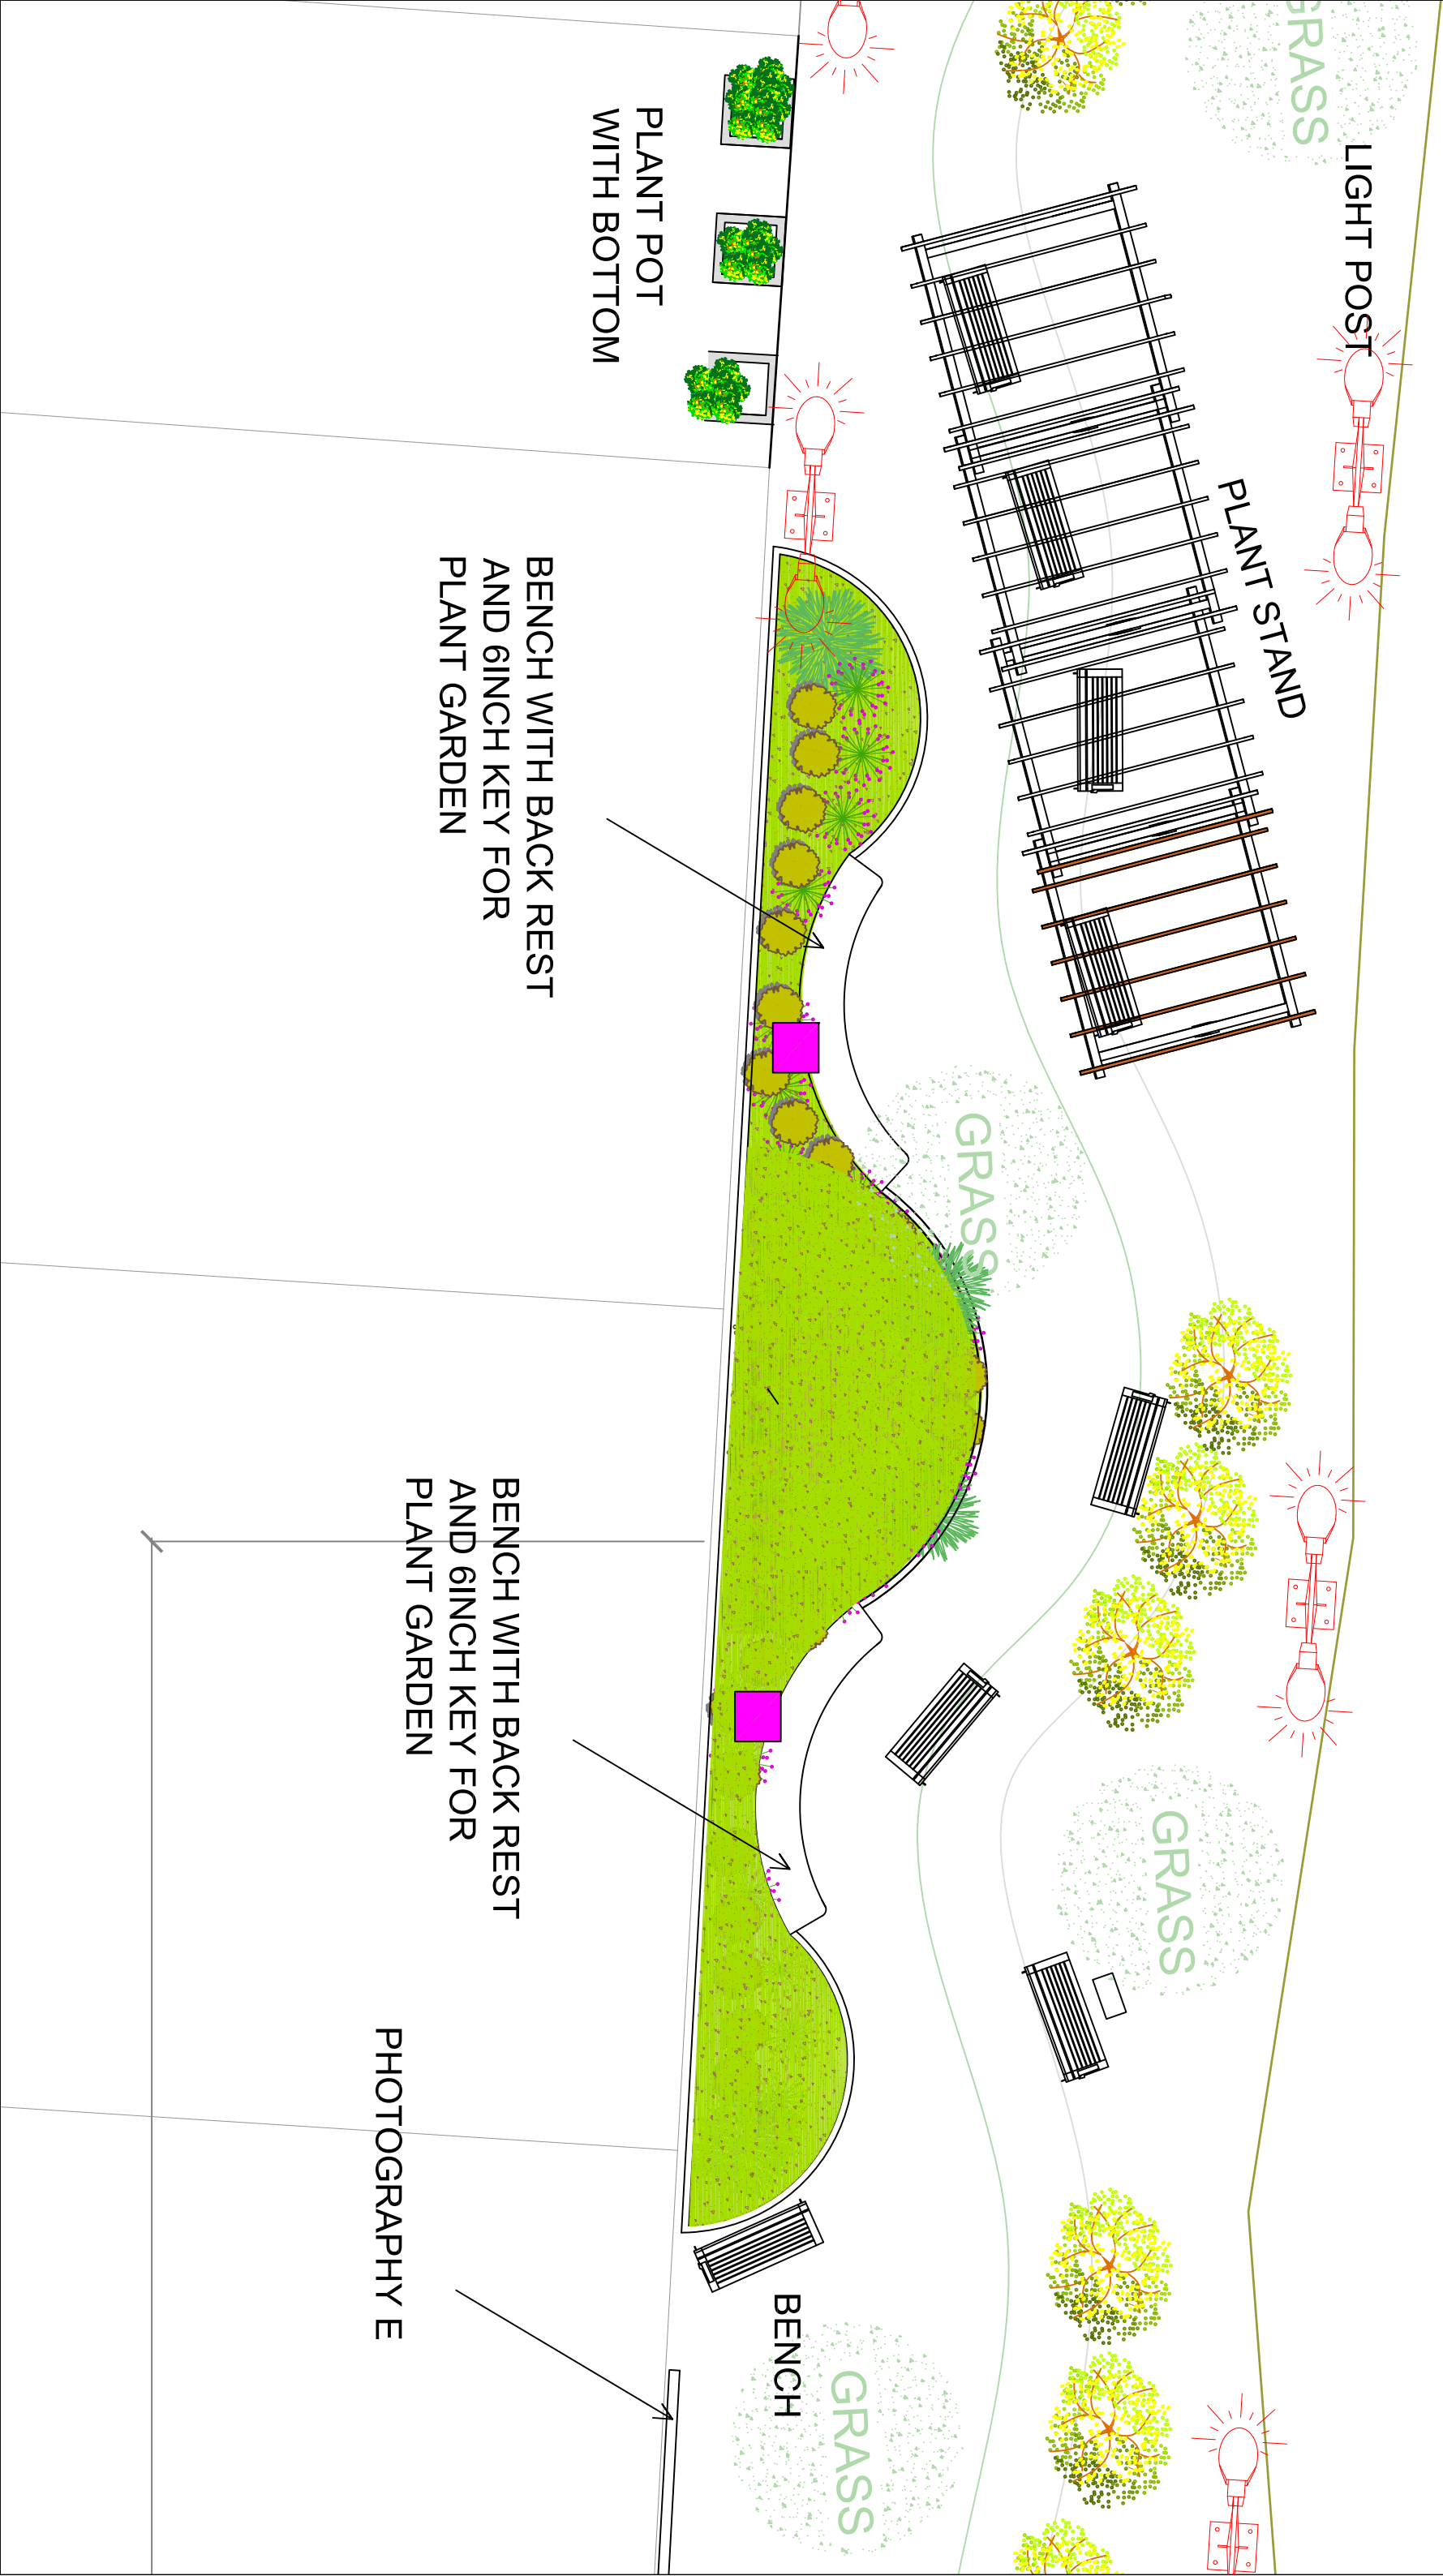 GRASS
LIGHT POST
PLANT POT
WITH BOTTOM
PLANT STAND
BENCH WITH BACK REST
AND 6INCH KEY FOR
PLANT GARDEN
GRASS
BENCH WITH BACK REST
AND 6INCH KEY FOR
PLANT GARDEN
GRASS
PHOTOGRAPHY E
BENCH
GRASS